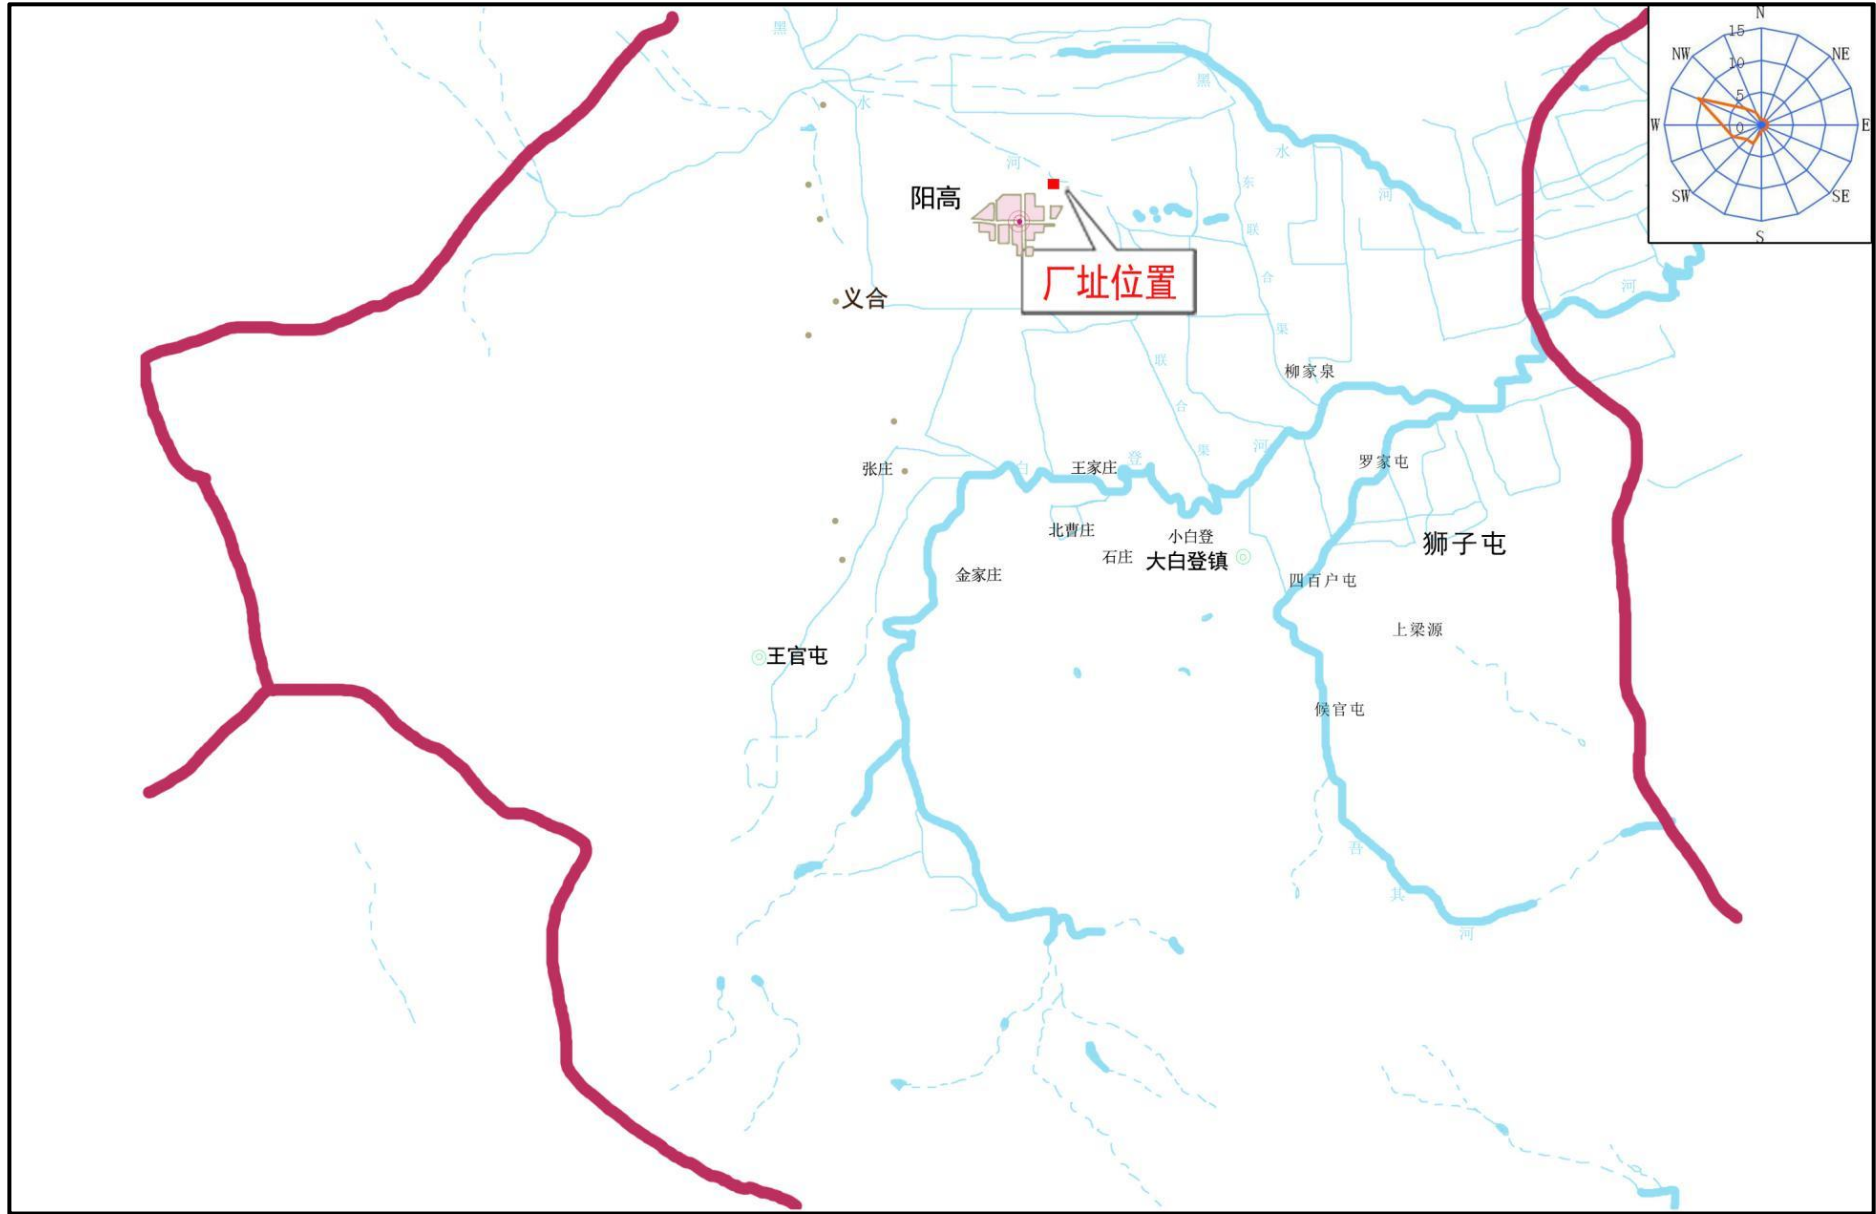 黑
水
河
阳高
厂址位置
义合
黑
水
河
东
联
合
渠
联
合
渠
河
柳家泉
张庄
白
王家庄
登
河
罗家屯
北曹庄
石庄
小白登
大白登镇
狮子屯
金家庄
四百户屯
上梁源
王官屯
候官屯
吾
其
河
N
15
NW
10
NE
5
W
0
E
SW
SE
S